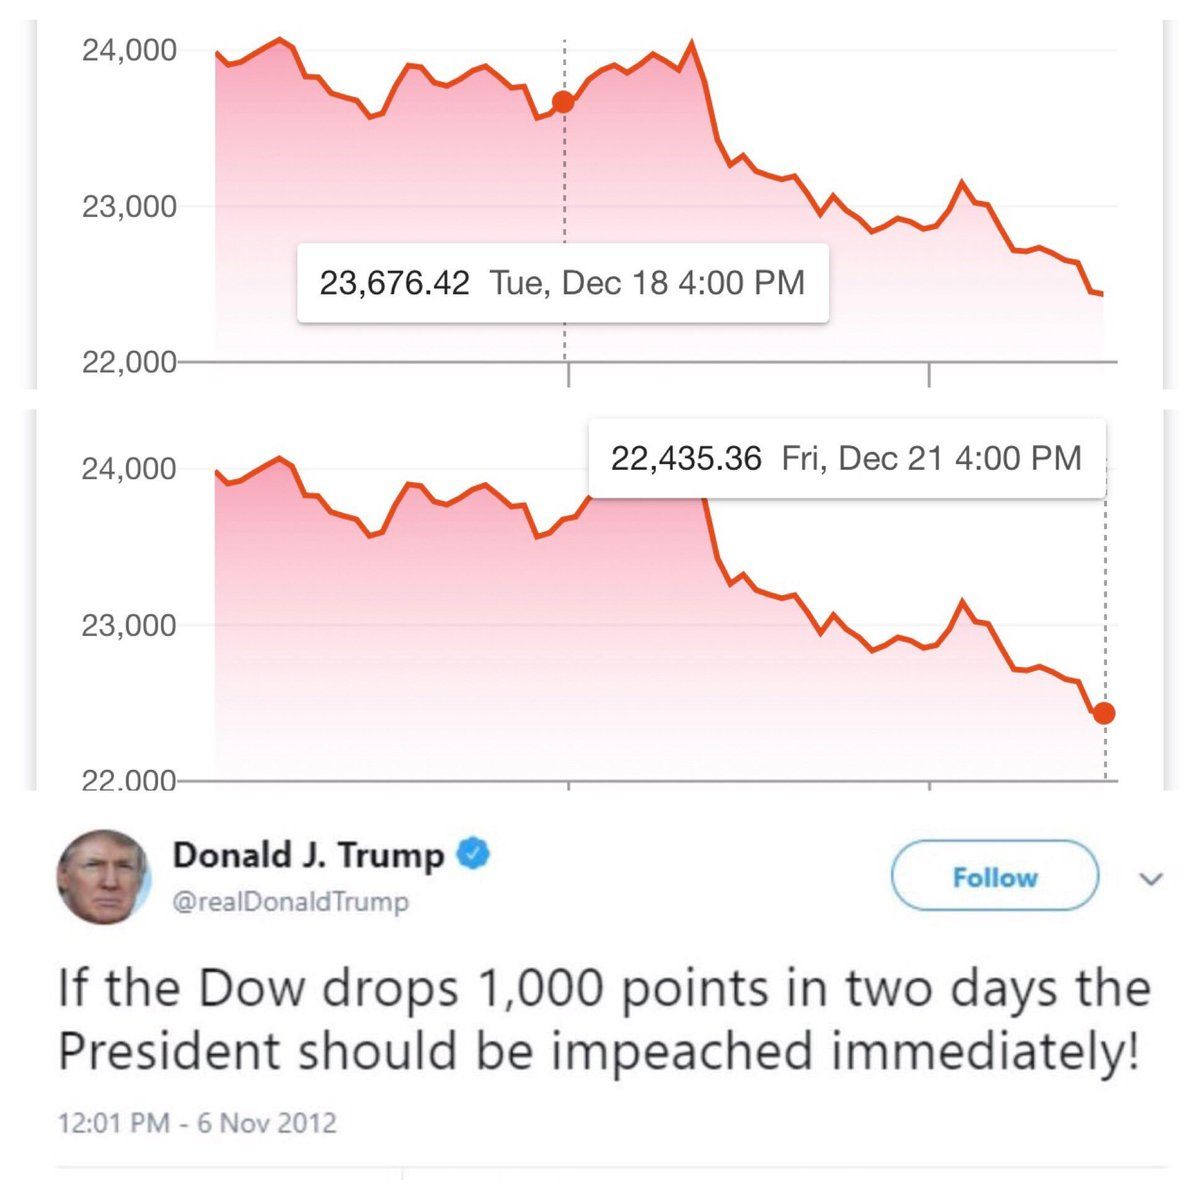 24,000
23,000
23,676.42 Tue, Dec 18 4:00 PM
22,000
22,435.36 Fri, Dec 21 4:00 PM
24,000
23,000
22.000
Donald J. Trump
@realDonaldTrump
Follow
If the Dow drops 1,000 points in two days the
President should be impeached immediately!
12:01 PM - 6 Nov 2012